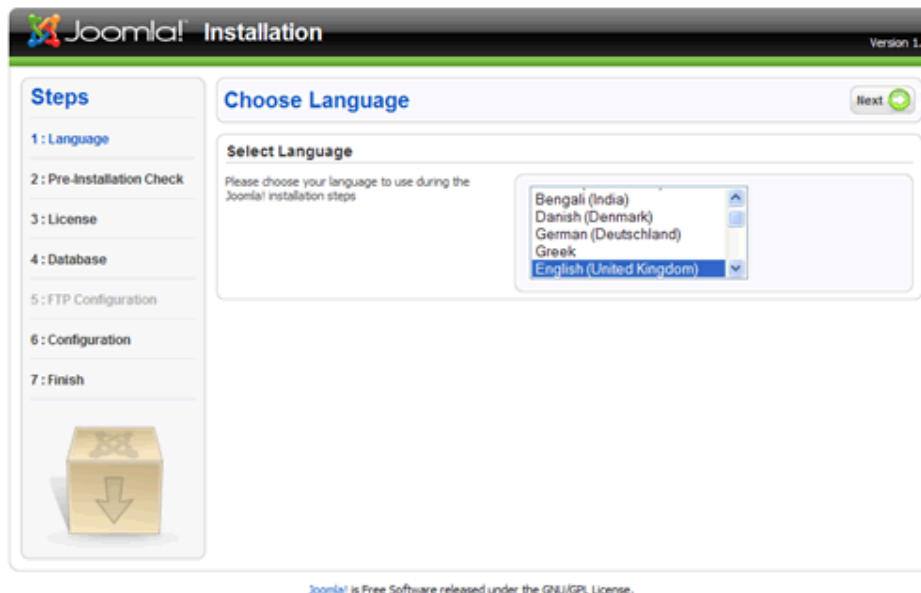 Joomla! Installation
Version 1.
Steps
1 : Language
2 : Pre-Installation Check
3 : License
4 : Database
5 : FTP Configuration
6 : Configuration
7 : Finish
Choose Language
Next
Select Language
Please choose your language to use during the
Joomla! installation steps
Bengali (India)
Danish (Denmark)
German (Deutschland)
Greek
English (United Kingdom)
Joomla! is Free Software released under the GNU/GPL License.